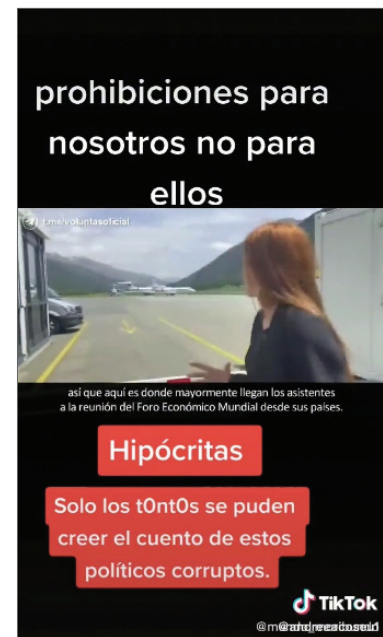 prohibiciones para
nosotros no para
ellos
t.me/voluntasoficial
así que aquí es donde mayormente llegan los asistentes
a la reunión del Foro Económico Mundial desde sus países.
Hipócritas
Solo los t0nt0s se puden
creer el cuento de estos
políticos corruptos.
TikTok